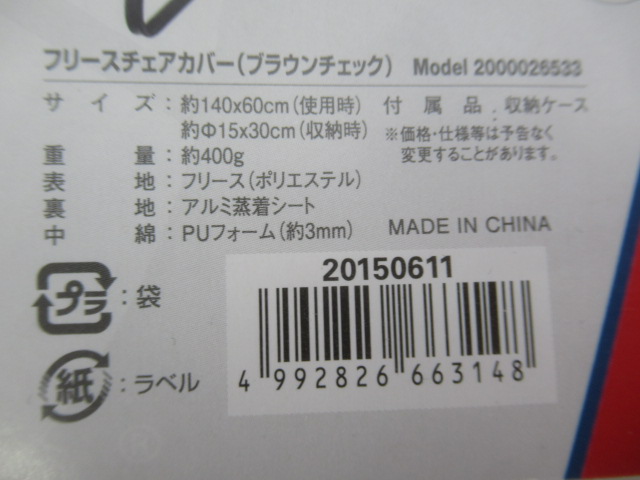 フリースチェアカバー(ブラウンチェック) Model 2000026533
サイズ：約140x60cm(使用時) 付属品：収納ケース
約Φ15x30cm(収納時) ※価格・仕様等は予告なく
重量：約400g 変更することがあります。
表地：フリース(ポリエステル)
裏地：アルミ蒸着シート
中綿：PUフォーム(約3mm) MADE IN CHINA
20150611
プラ：袋
4 992826 663148
紙：ラベル